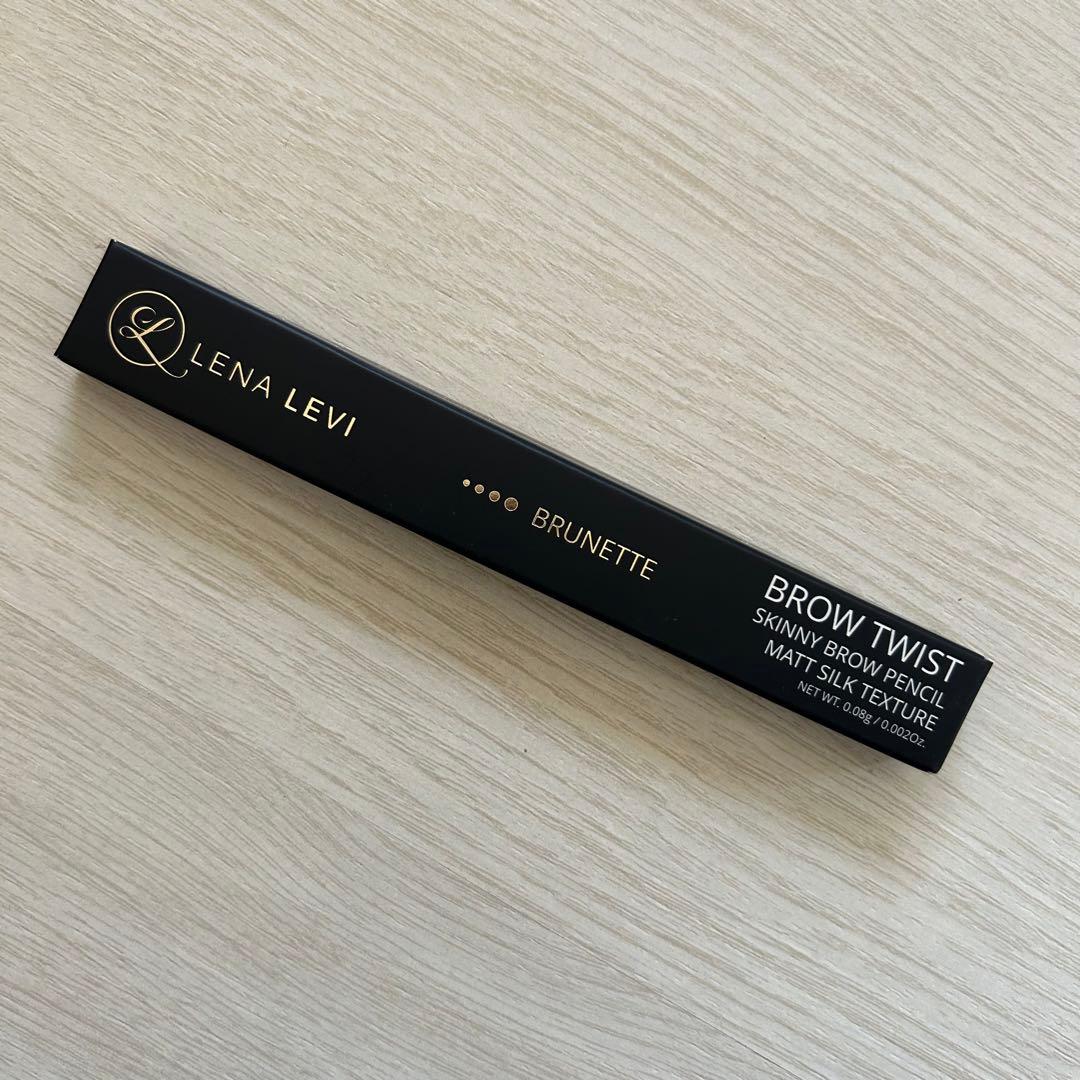 L LENA LEVI
BRUNETTE
BROW TWIST
SKINNY BROW PENCIL
MATT SILK TEXTURE
NET WT. 0.08g / 0.002Oz.